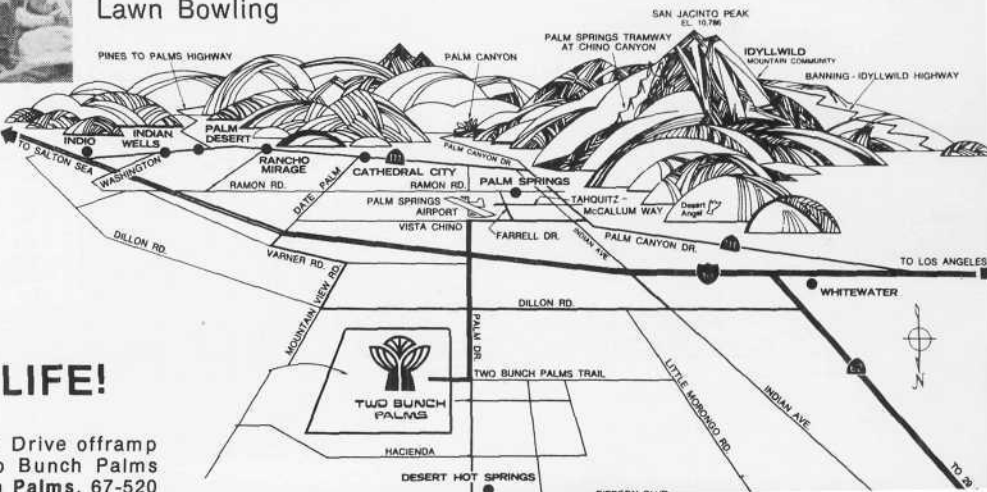 Lawn Bowling
SAN JACINTO PEAK
EL. 10,786
PINES TO PALMS HIGHWAY
PALM CANYON
PALM SPRINGS TRAMWAY
AT CHINO CANYON
IDYLLWILD
MOUNTAIN COMMUNITY
BANNING - IDYLLWILD HIGHWAY
INDIO
INDIAN
WELLS
PALM
DESERT
TO SALTON SEA
WASHINGTON
RANCHO
MIRAGE
CATHEDRAL CITY
111
PALM CANYON DR.
RAMON RD.
DATE PALM
RAMON RD.
PALM SPRINGS
PALM SPRINGS
AIRPORT
TAHQUITZ-
McCALLUM WAY
Desert
Angel
VISTA CHINO
FARRELL DR.
INDIAN AVE
PALM CANYON DR.
111
DILLON RD.
VARNER RD.
TO LOS ANGELES
10
WHITEWATER
MOUNTAIN VIEW RD.
DILLON RD.
PALM DR.
N
62
LIFE!
TWO BUNCH PALMS TRAIL
TWO BUNCH
PALMS
LITTLE MORONGO RD.
INDIAN AVE.
Drive offramp
Bunch Palms
Palms, 67-520
HACIENDA
DESERT HOT SPRINGS
TO 29